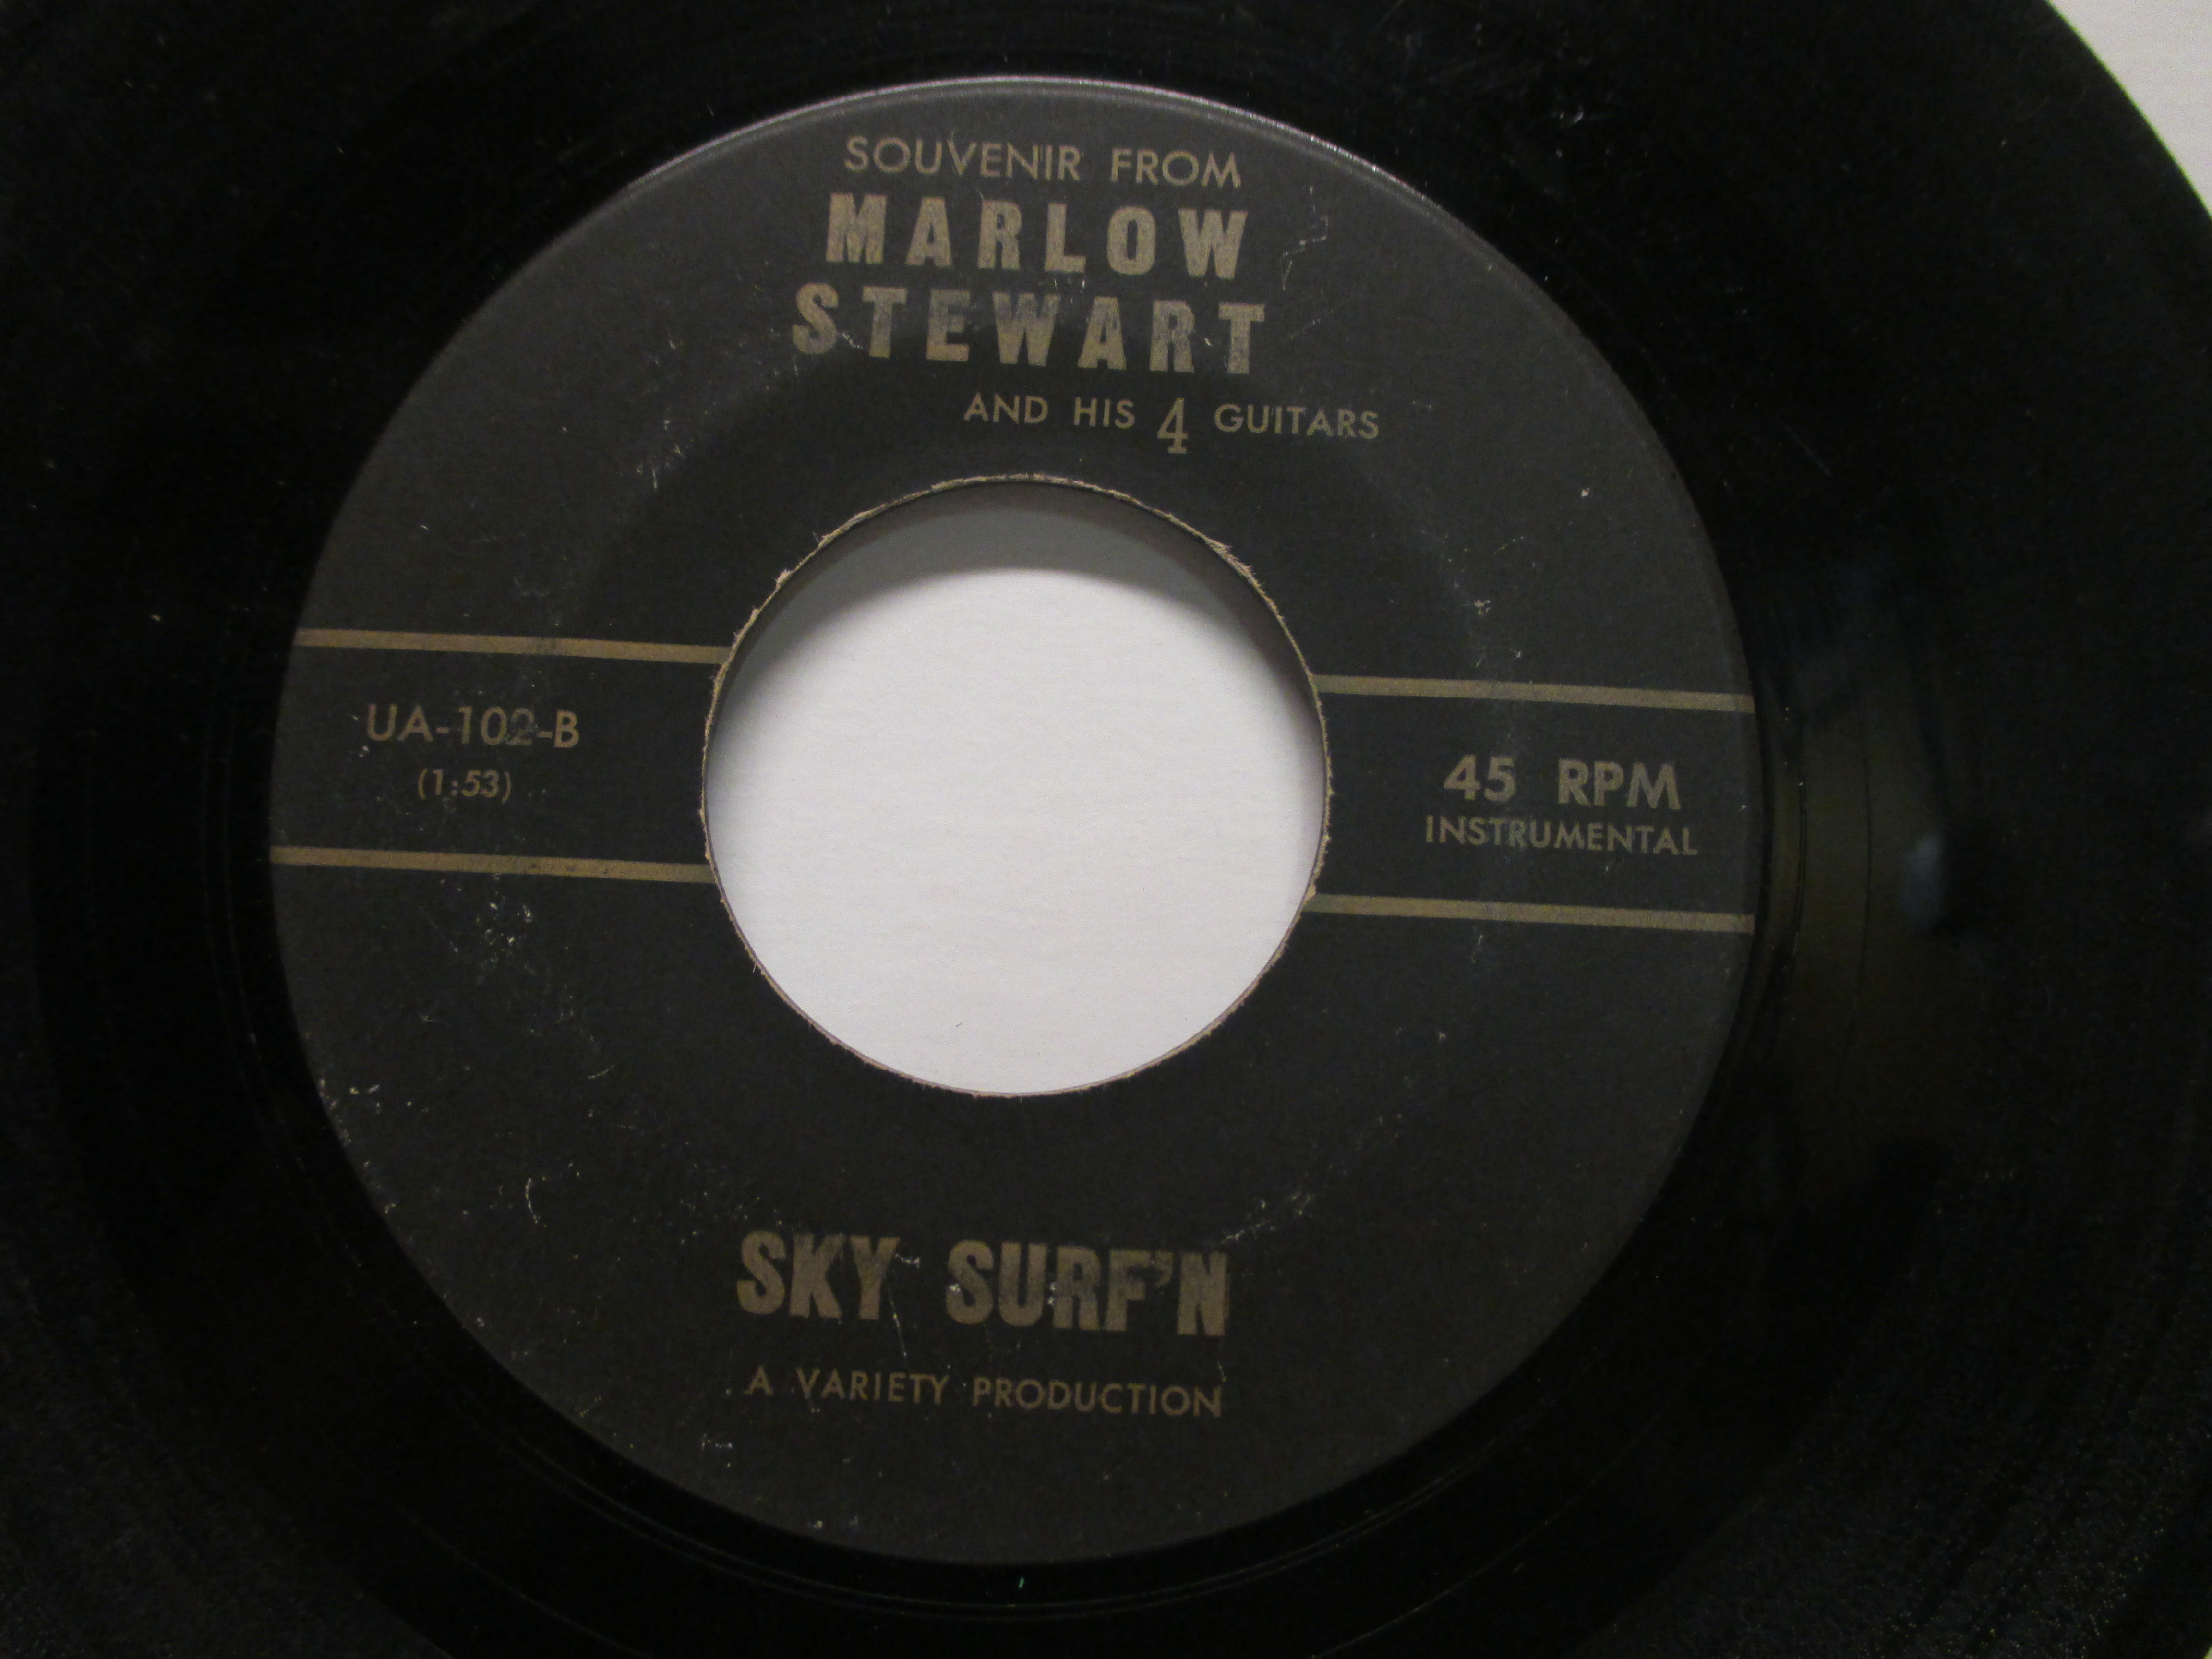 SOUVENIR FROM
MARLOW
STEWART
AND HIS 4 GUITARS
UA-102-B
(1:53)
45 RPM
INSTRUMENTAL
SKY SURF'N
A VARIETY PRODUCTION